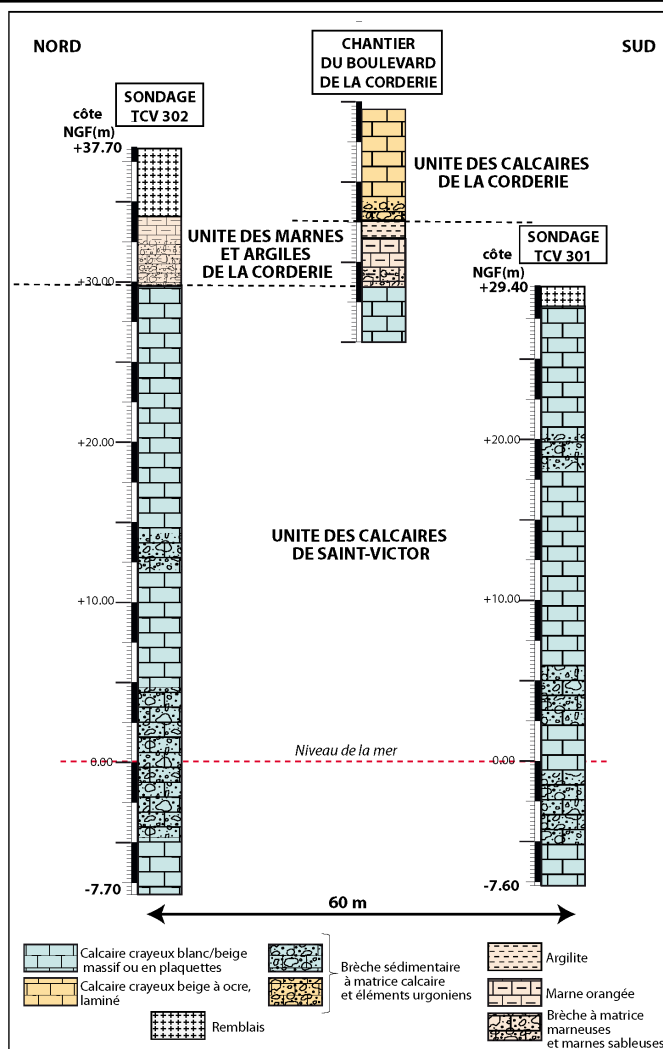 NORD
SUD
CHANTIER
DU BOULEVARD
DE LA CORDERIE
SONDAGE
TCV 302
côte
NGF(m)
+37.70
UNITE DES CALCAIRES
DE LA CORDERIE
UNITE DES MARNES
ET ARGILES
DE LA CORDERIE
SONDAGE
TCV 301
côte
NGF(m)
+30.00
+29.40
+20.00
+20.00
UNITE DES CALCAIRES
DE SAINT-VICTOR
+10.00
+10.00
Niveau de la mer
0.00
0.00
-7.70
-7.60
60 m
Calcaire crayeux blanc/beige
massif ou en plaquettes
Calcaire crayeux beige à ocre,
laminé
Remblais
Brèche sédimentaire
à matrice calcaire
et éléments urgoniens
Argilite
Marne orangée
Brèche à matrice
marneuses
et marnes sableuses